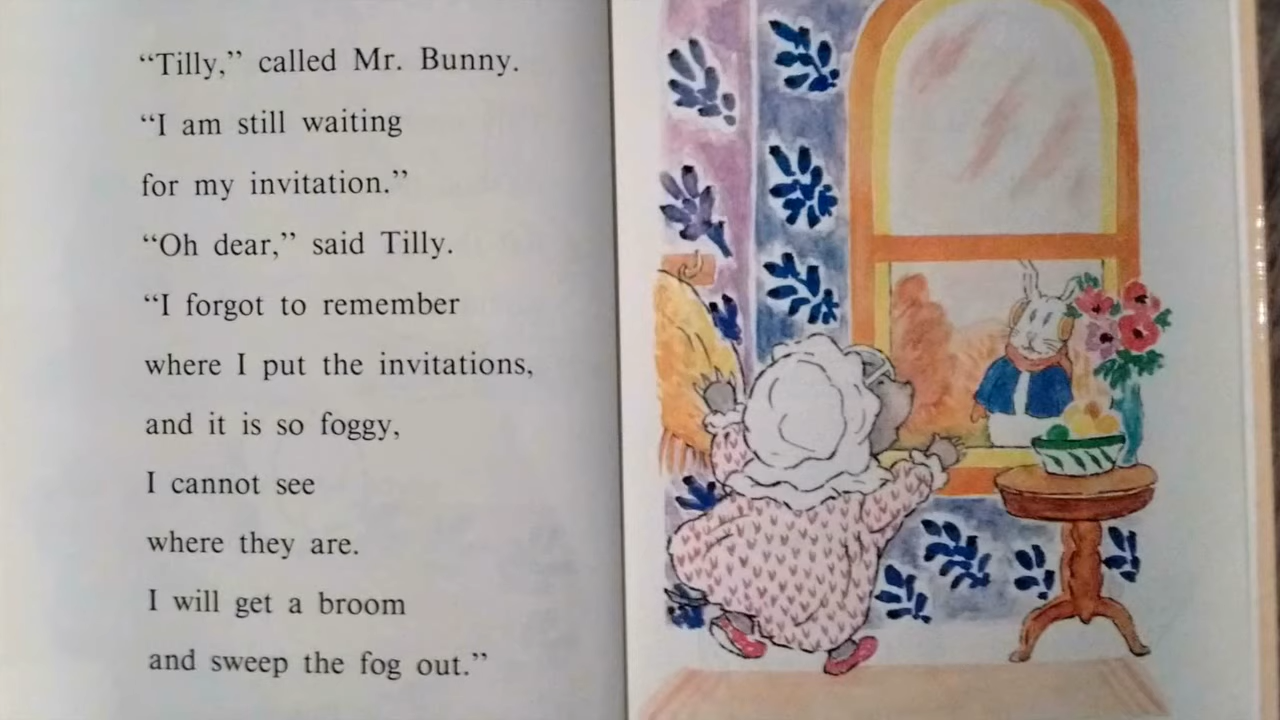 “Tilly,” called Mr. Bunny.
“I am still waiting
for my invitation.”
“Oh dear,” said Tilly.
“I forgot to remember
where I put the invitations,
and it is so foggy,
I cannot see
where they are.
I will get a broom
and sweep the fog out.”